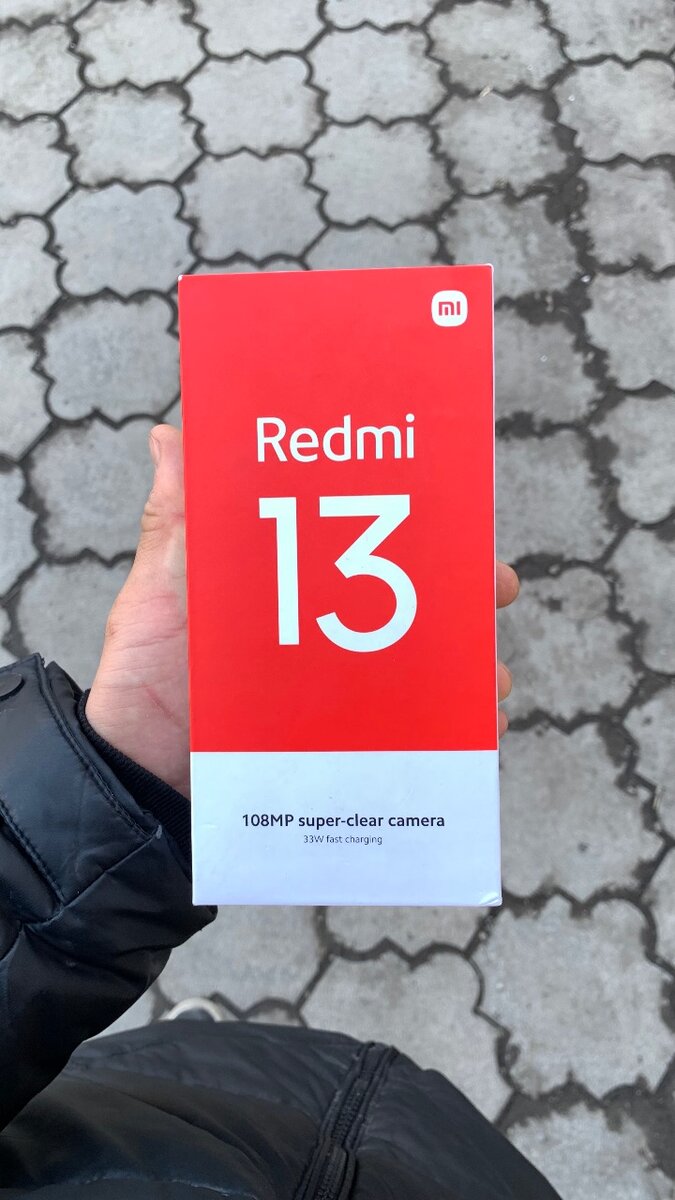 mi
Redmi
13
108MP super-clear camera
33W fast charging